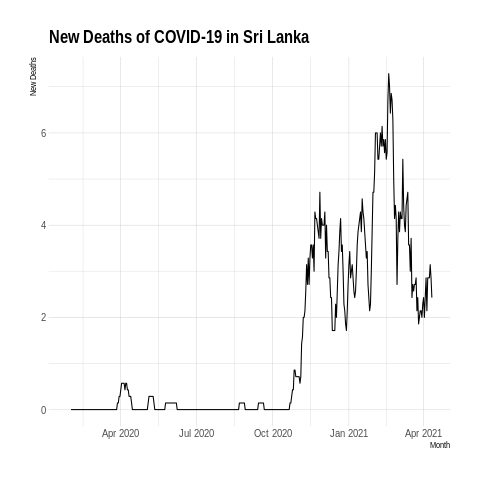 New Deaths of COVID-19 in Sri Lanka
New Deaths
6
4
2
0
Apr 2020 Jul 2020 Oct 2020 Jan 2021 Apr 2021
Month